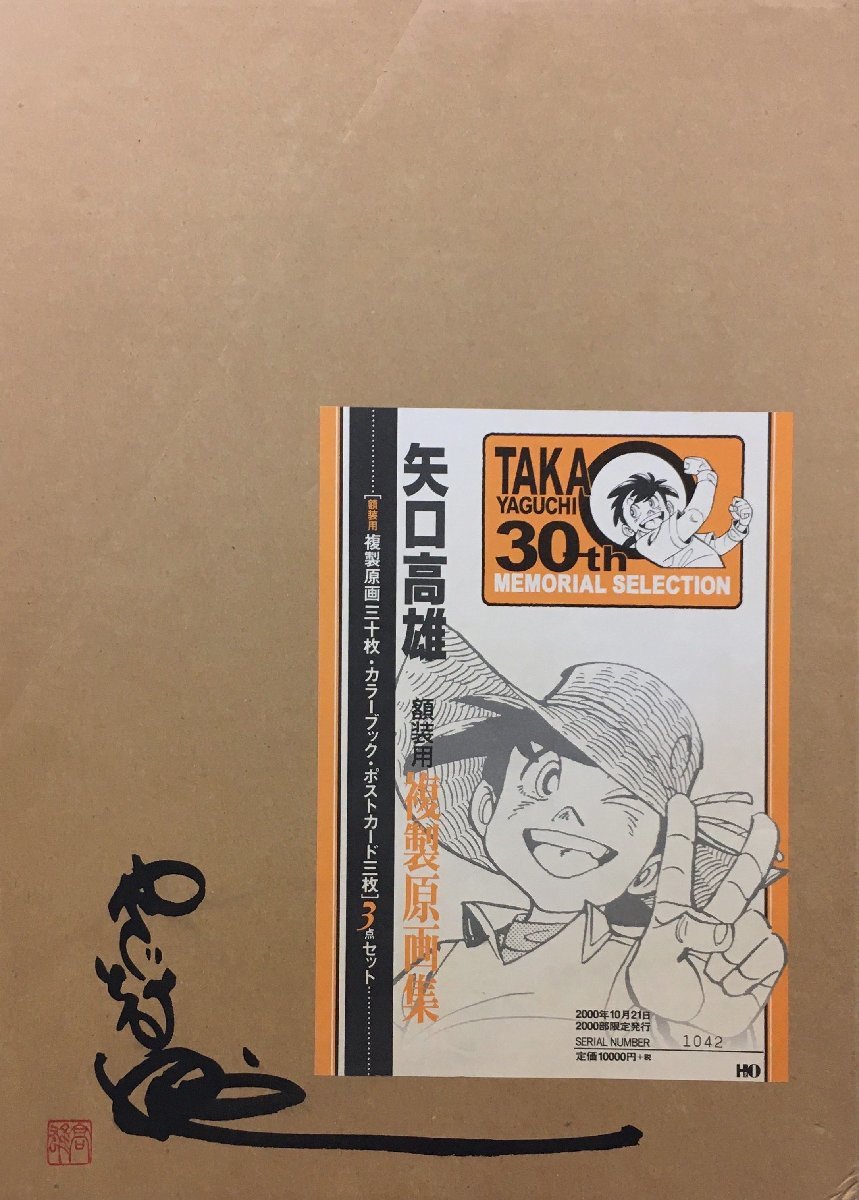 TAKAO
YAGUCHI
30th
MEMORIAL SELECTION
矢口高雄
額装用
複製原画集
[額装用 複製原画三十枚・カラーブック・ポストカード三枚]3点セット
2000年10月21日
2000部限定発行
SERIAL NUMBER 1042
定価10000円+税